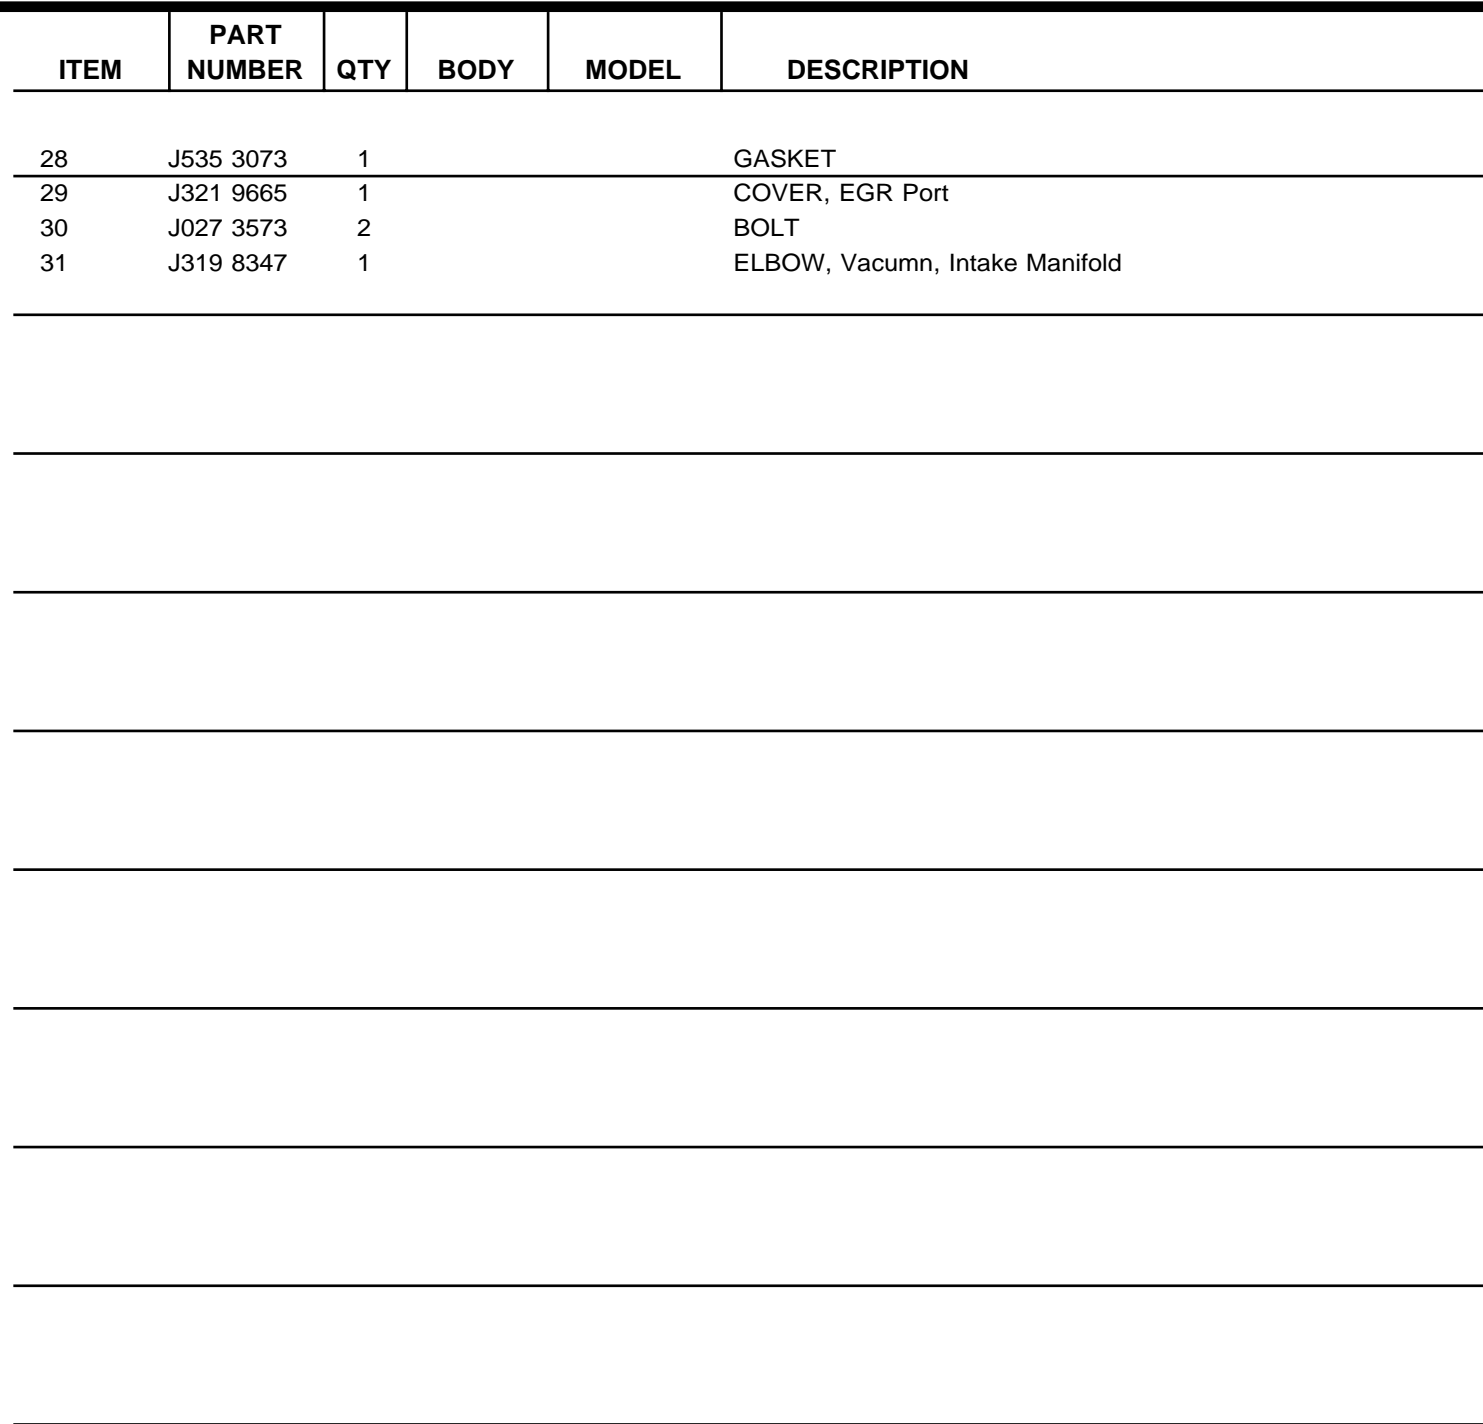 PART
ITEM NUMBER QTY BODY MODEL DESCRIPTION
28 J535 3073 1 GASKET
29 J321 9665 1 COVER, EGR Port
30 J027 3573 2 BOLT
31 J319 8347 1 ELBOW, Vacumn, Intake Manifold